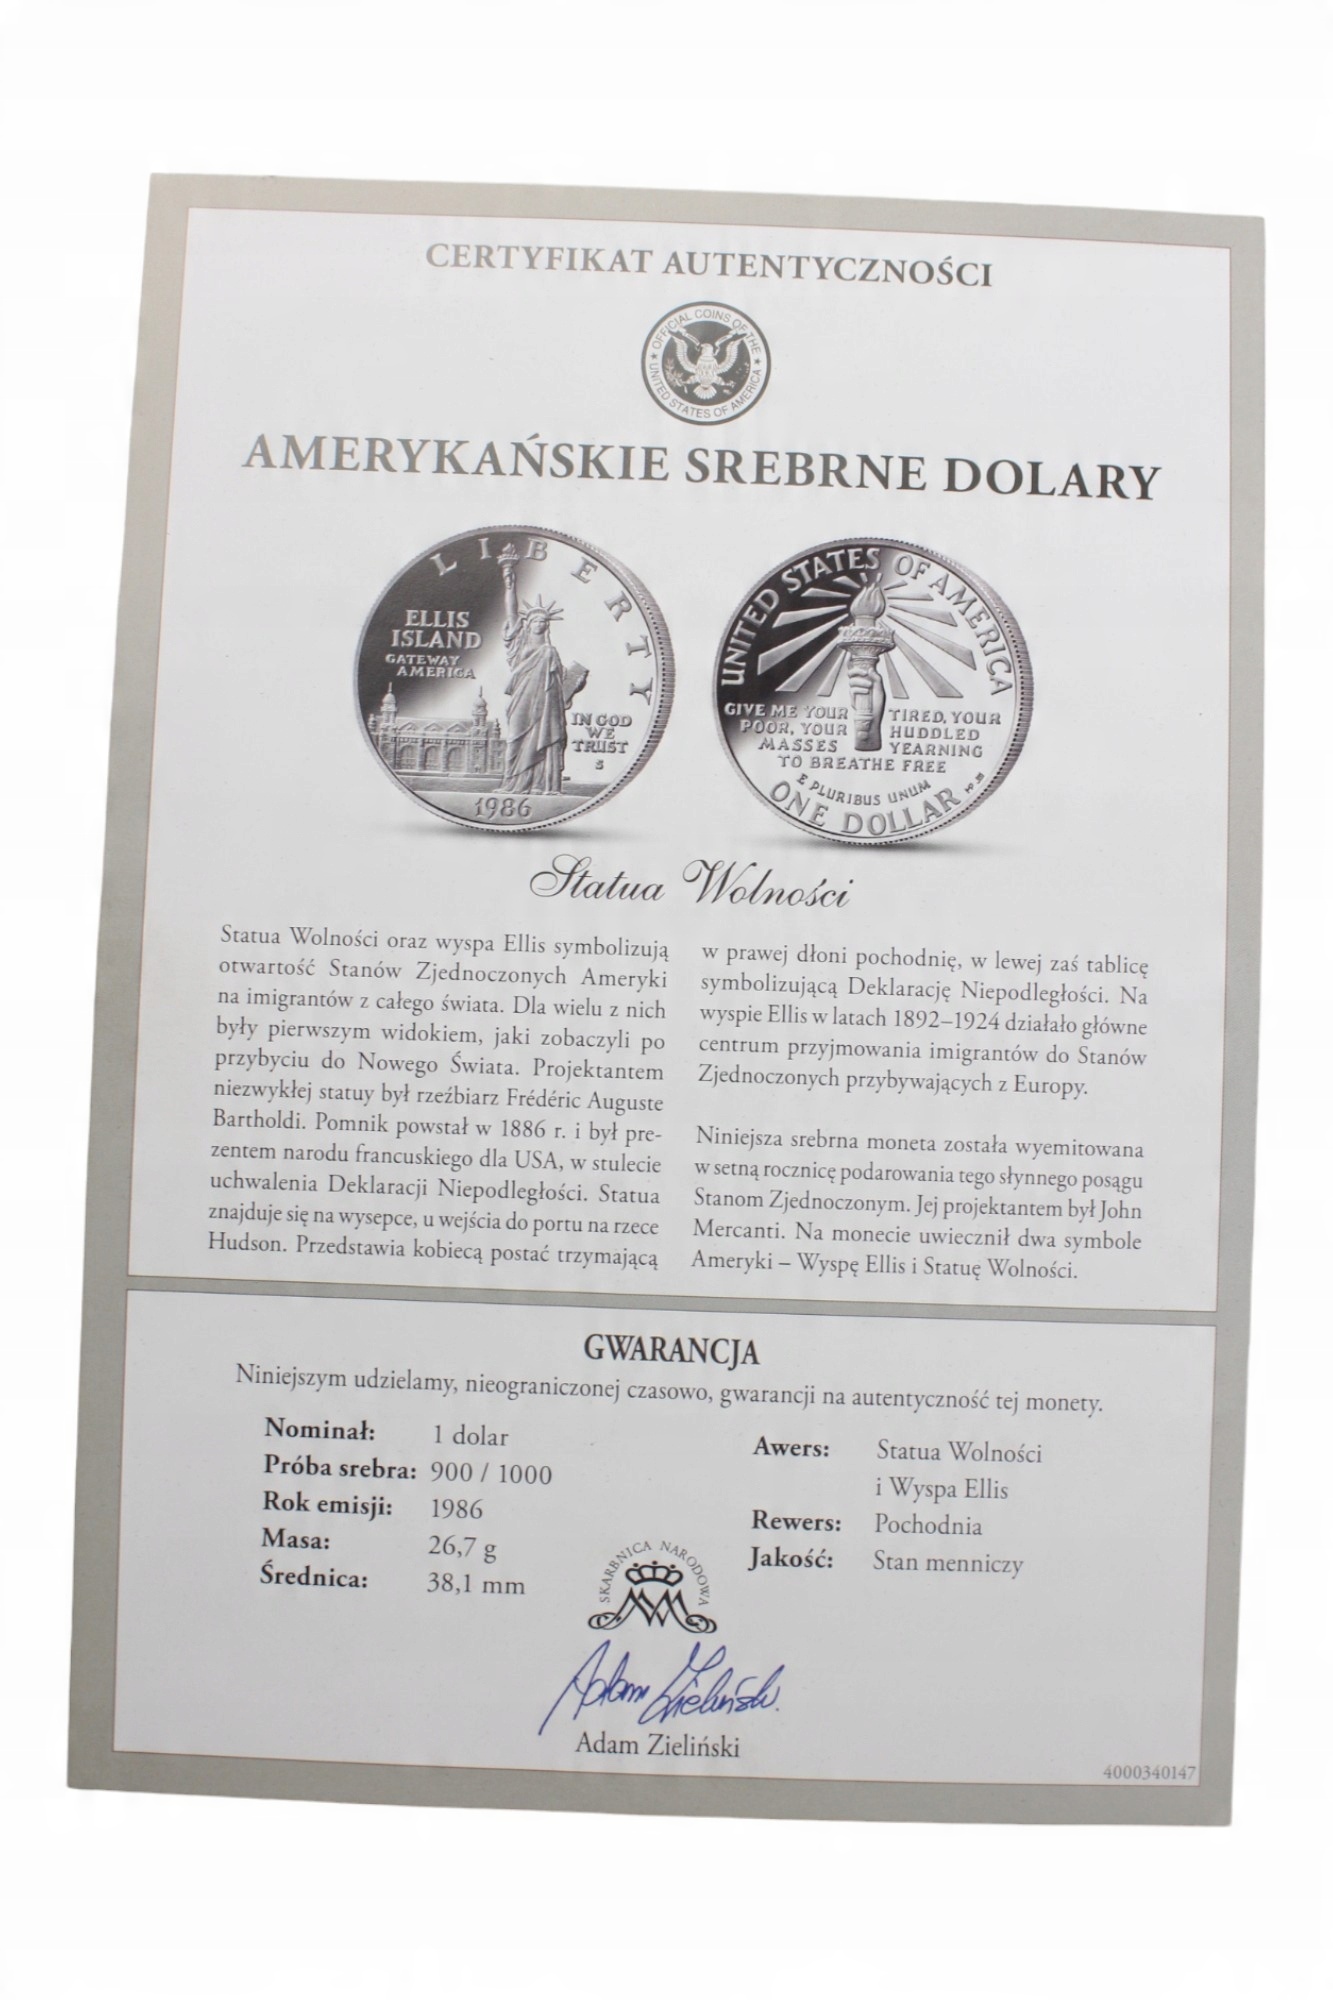 CERTYFIKAT AUTENTYCZNOŚCI
OFFICIAL COINS OF THE
UNITED STATES OF AMERICA
AMERYKAŃSKIE SREBRNE DOLARY
LIBERTY
ELLIS
ISLAND
GATEWAY
AMERICA
IN GOD
WE
TRUST
S
1986
UNITED STATES OF AMERICA
GIVE ME YOUR TIRED, YOUR
POOR, YOUR HUDDLED
MASSES YEARNING
TO BREATHE FREE
E PLURIBUS UNUM
ONE DOLLAR
Statua Wolności
Statua Wolności oraz wyspa Ellis symbolizują
otwartość Stanów Zjednoczonych Ameryki
na imigrantów z całego świata. Dla wielu z nich
były pierwszym widokiem, jaki zobaczyli po
przybyciu do Nowego Świata. Projektantem
niezwykłej statuy był rzeźbiarz Frédéric Auguste
Bartholdi. Pomnik powstał w 1886 r. i był pre-
zentem narodu francuskiego dla USA, w stulecie
uchwalenia Deklaracji Niepodległości. Statua
znajduje się na wysepce, u wejścia do portu na rzece
Hudson. Przedstawia kobiecą postać trzymającą
w prawej dłoni pochodnię, w lewej zaś tablicę
symbolizującą Deklarację Niepodległości. Na
wyspie Ellis w latach 1892–1924 działało główne
centrum przyjmowania imigrantów do Stanów
Zjednoczonych przybywających z Europy.
Niniejsza srebrna moneta została wyemitowana
w setną rocznicę podarowania tego słynnego posągu
Stanom Zjednoczonym. Jej projektantem był John
Mercanti. Na monecie uwiecznił dwa symbole
Ameryki – Wyspę Ellis i Statuę Wolności.
GWARANCJA
Niniejszym udzielamy, nieograniczonej czasowo, gwarancji na autentyczność tej monety.
Nominał: 1 dolar
Próba srebra: 900 / 1000
Rok emisji: 1986
Masa: 26,7 g
Średnica: 38,1 mm
Awers: Statua Wolności
i Wyspa Ellis
Rewers: Pochodnia
Jakość: Stan menniczy
SKARBNICA NARODOWA
Adam Zieliński
Adam Zieliński
4000340147